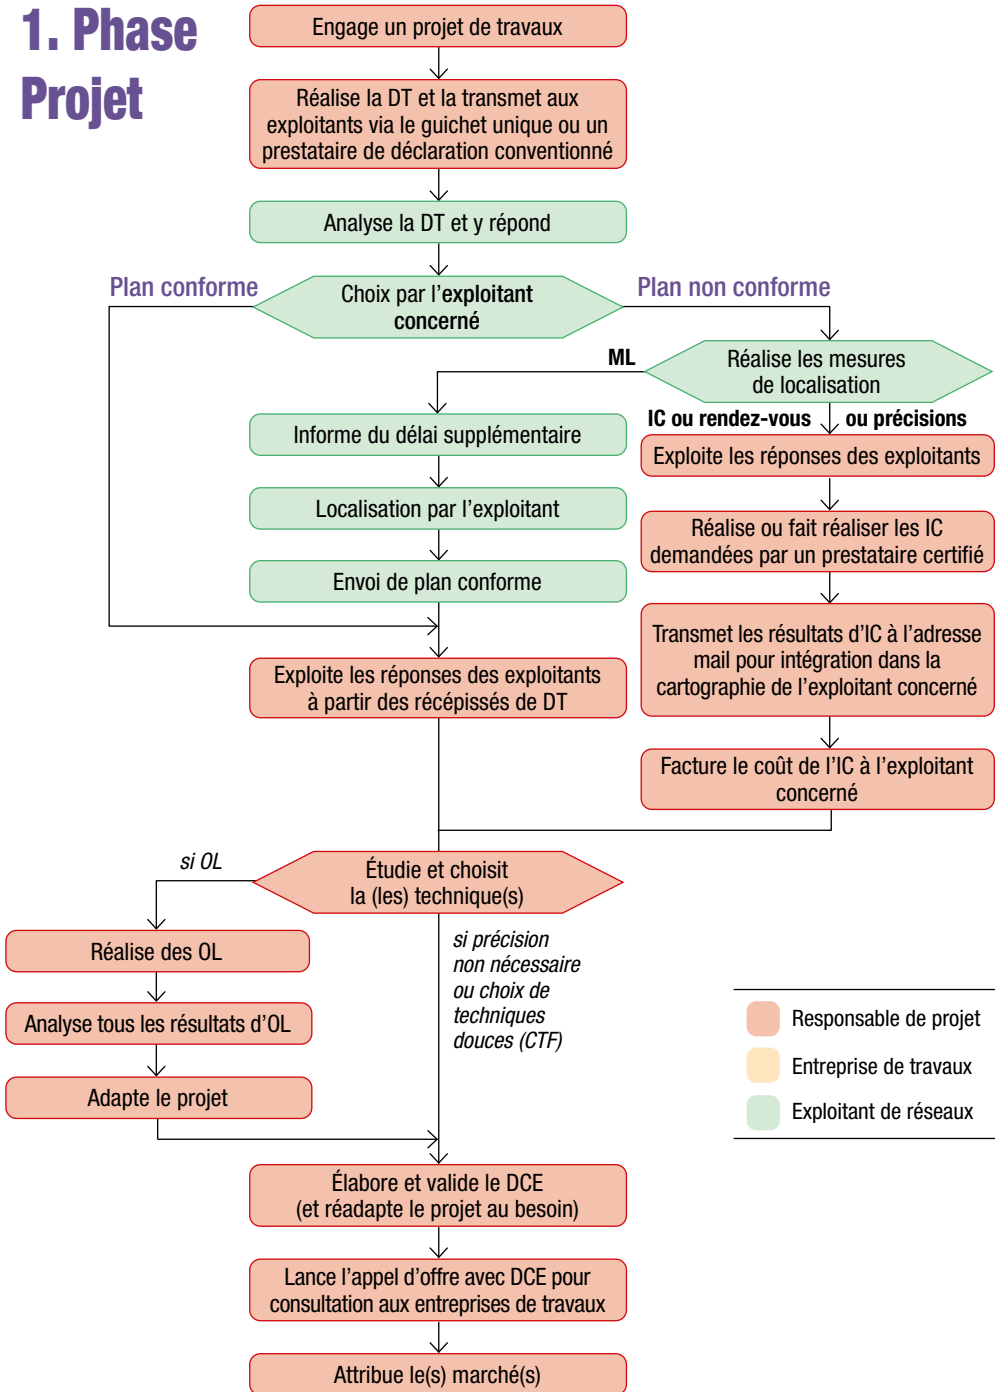 1. Phase
Projet
Engage un projet de travaux
Réalise la DT et la transmet aux
exploitants via le guichet unique ou un
prestataire de déclaration conventionné
Analyse la DT et y répond
Plan conforme
Choix par l'exploitant
concerné
Plan non conforme
ML
Réalise les mesures
de localisation
IC ou rendez-vous ou précisions
Informe du délai supplémentaire
Localisation par l'exploitant
Envoi de plan conforme
Exploite les réponses des exploitants
à partir des récépissés de DT
Exploite les réponses des exploitants
Réalise ou fait réaliser les IC
demandées par un prestataire certifié
Transmet les résultats d'IC à l'adresse
mail pour intégration dans la
cartographie de l'exploitant concerné
Facture le coût de l'IC à l'exploitant
concerné
si OL
Étudie et choisit
la (les) technique(s)
Réalise des OL
Analyse tous les résultats d'OL
Adapte le projet
si précision
non nécessaire
ou choix de
techniques
douces (CTF)
Responsable de projet
Entreprise de travaux
Exploitant de réseaux
Élabore et valide le DCE
(et réadapte le projet au besoin)
Lance l'appel d'offre avec DCE pour
consultation aux entreprises de travaux
Attribue le(s) marché(s)